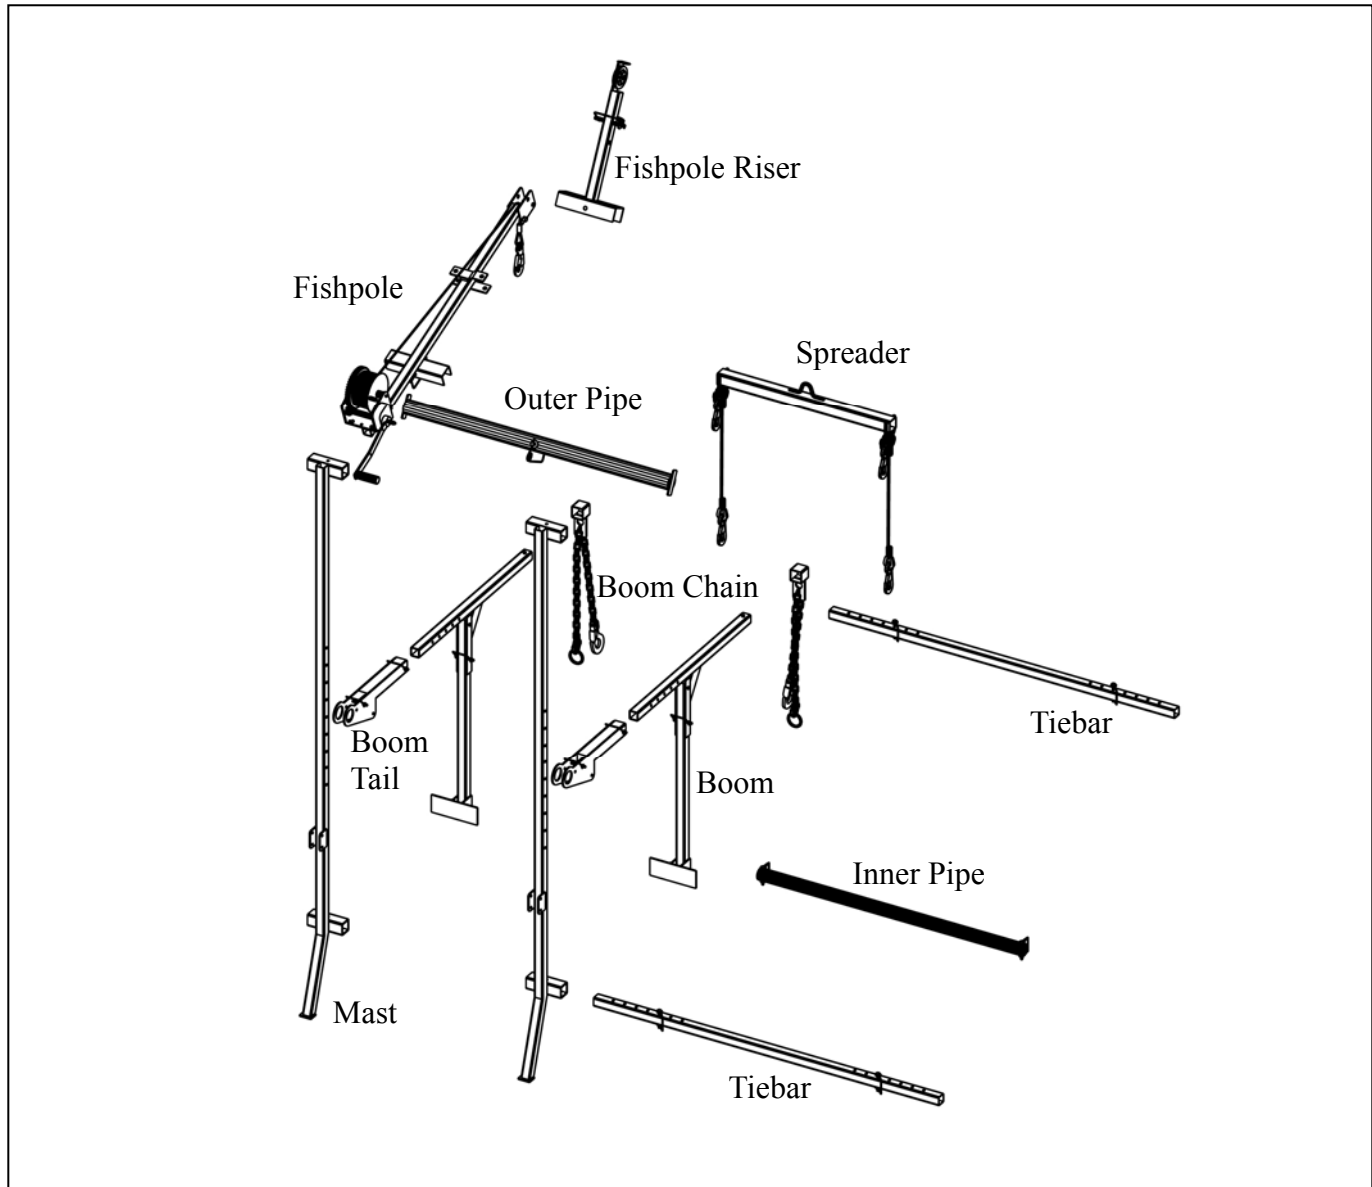 Fishpole Riser
Fishpole
Spreader
Outer Pipe
Boom Chain
Tiebar
Boom
Tail
Boom
Inner Pipe
Mast
Tiebar